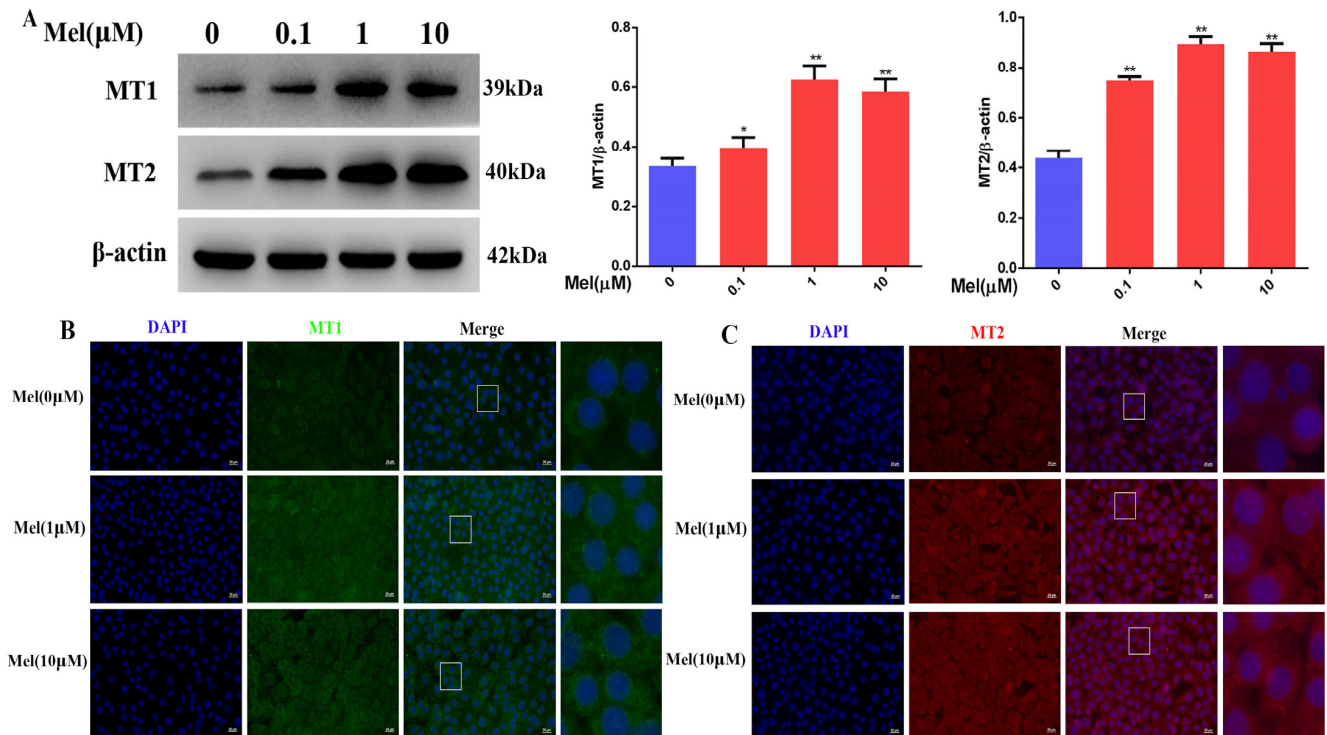 A
Mel(μM) 0 0.1 1 10
MT1 39kDa
MT2 40kDa
β-actin 42kDa
MT1/β-actin
0.8
0.6
0.4
0.2
0.0
*
**
**
Mel(μM) 0 0.1 1 10
MT2/β-actin
1.0
0.8
0.6
0.4
0.2
0.0
**
**
**
Mel(μM) 0 0.1 1 10
B
DAPI MT1 Merge
Mel(0μM)
Mel(1μM)
Mel(10μM)
C
DAPI MT2 Merge
Mel(0μM)
Mel(1μM)
Mel(10μM)